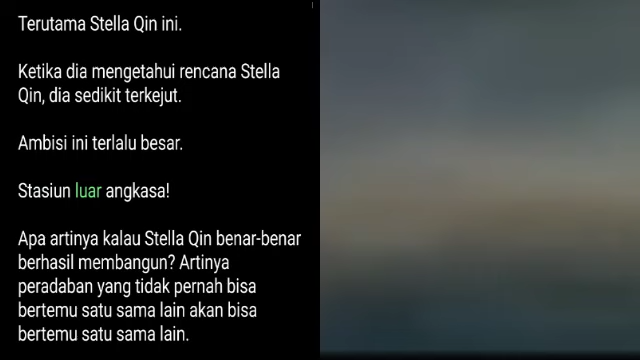 Terutama Stella Qin ini.
Ketika dia mengetahui rencana Stella
Qin, dia sedikit terkejut.
Ambisi ini terlalu besar.
Stasiun luar angkasa!
Apa artinya kalau Stella Qin benar-benar
berhasil membangun? Artinya
peradaban yang tidak pernah bisa
bertemu satu sama lain akan bisa
bertemu satu sama lain.